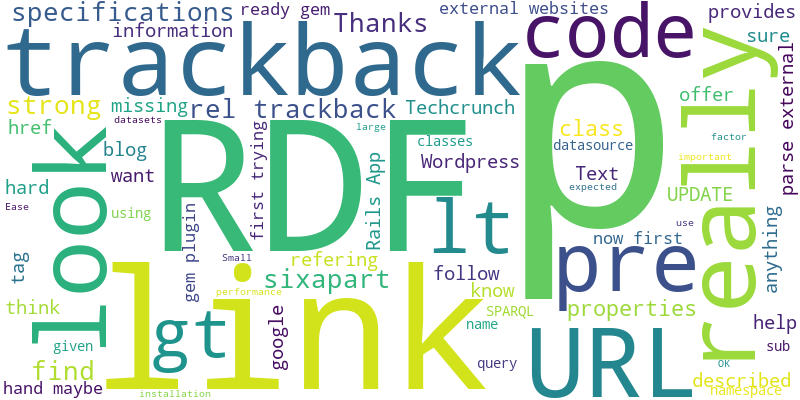 specifications
ready gem
external websites
provides
information
Thanks
code
sure
trackback
really
strong
missing
rel trackback
Techcrunch
offer
parse external
href
datasets
RDF
large
p
class
factor
blog
look
first trying
classes
datasource
important
hard
want
Rails App
Wordpress
Text
expected
UPDATE
Ease
using
lt
pre
now first
use
anything
tag
gem plugin
Small
refering
follow
link
sixapart
know
properties
think
gt
google
performance
SPARQL
name
URL
help
given
find
query
sub
ok
hand maybe
installation
described
namespace